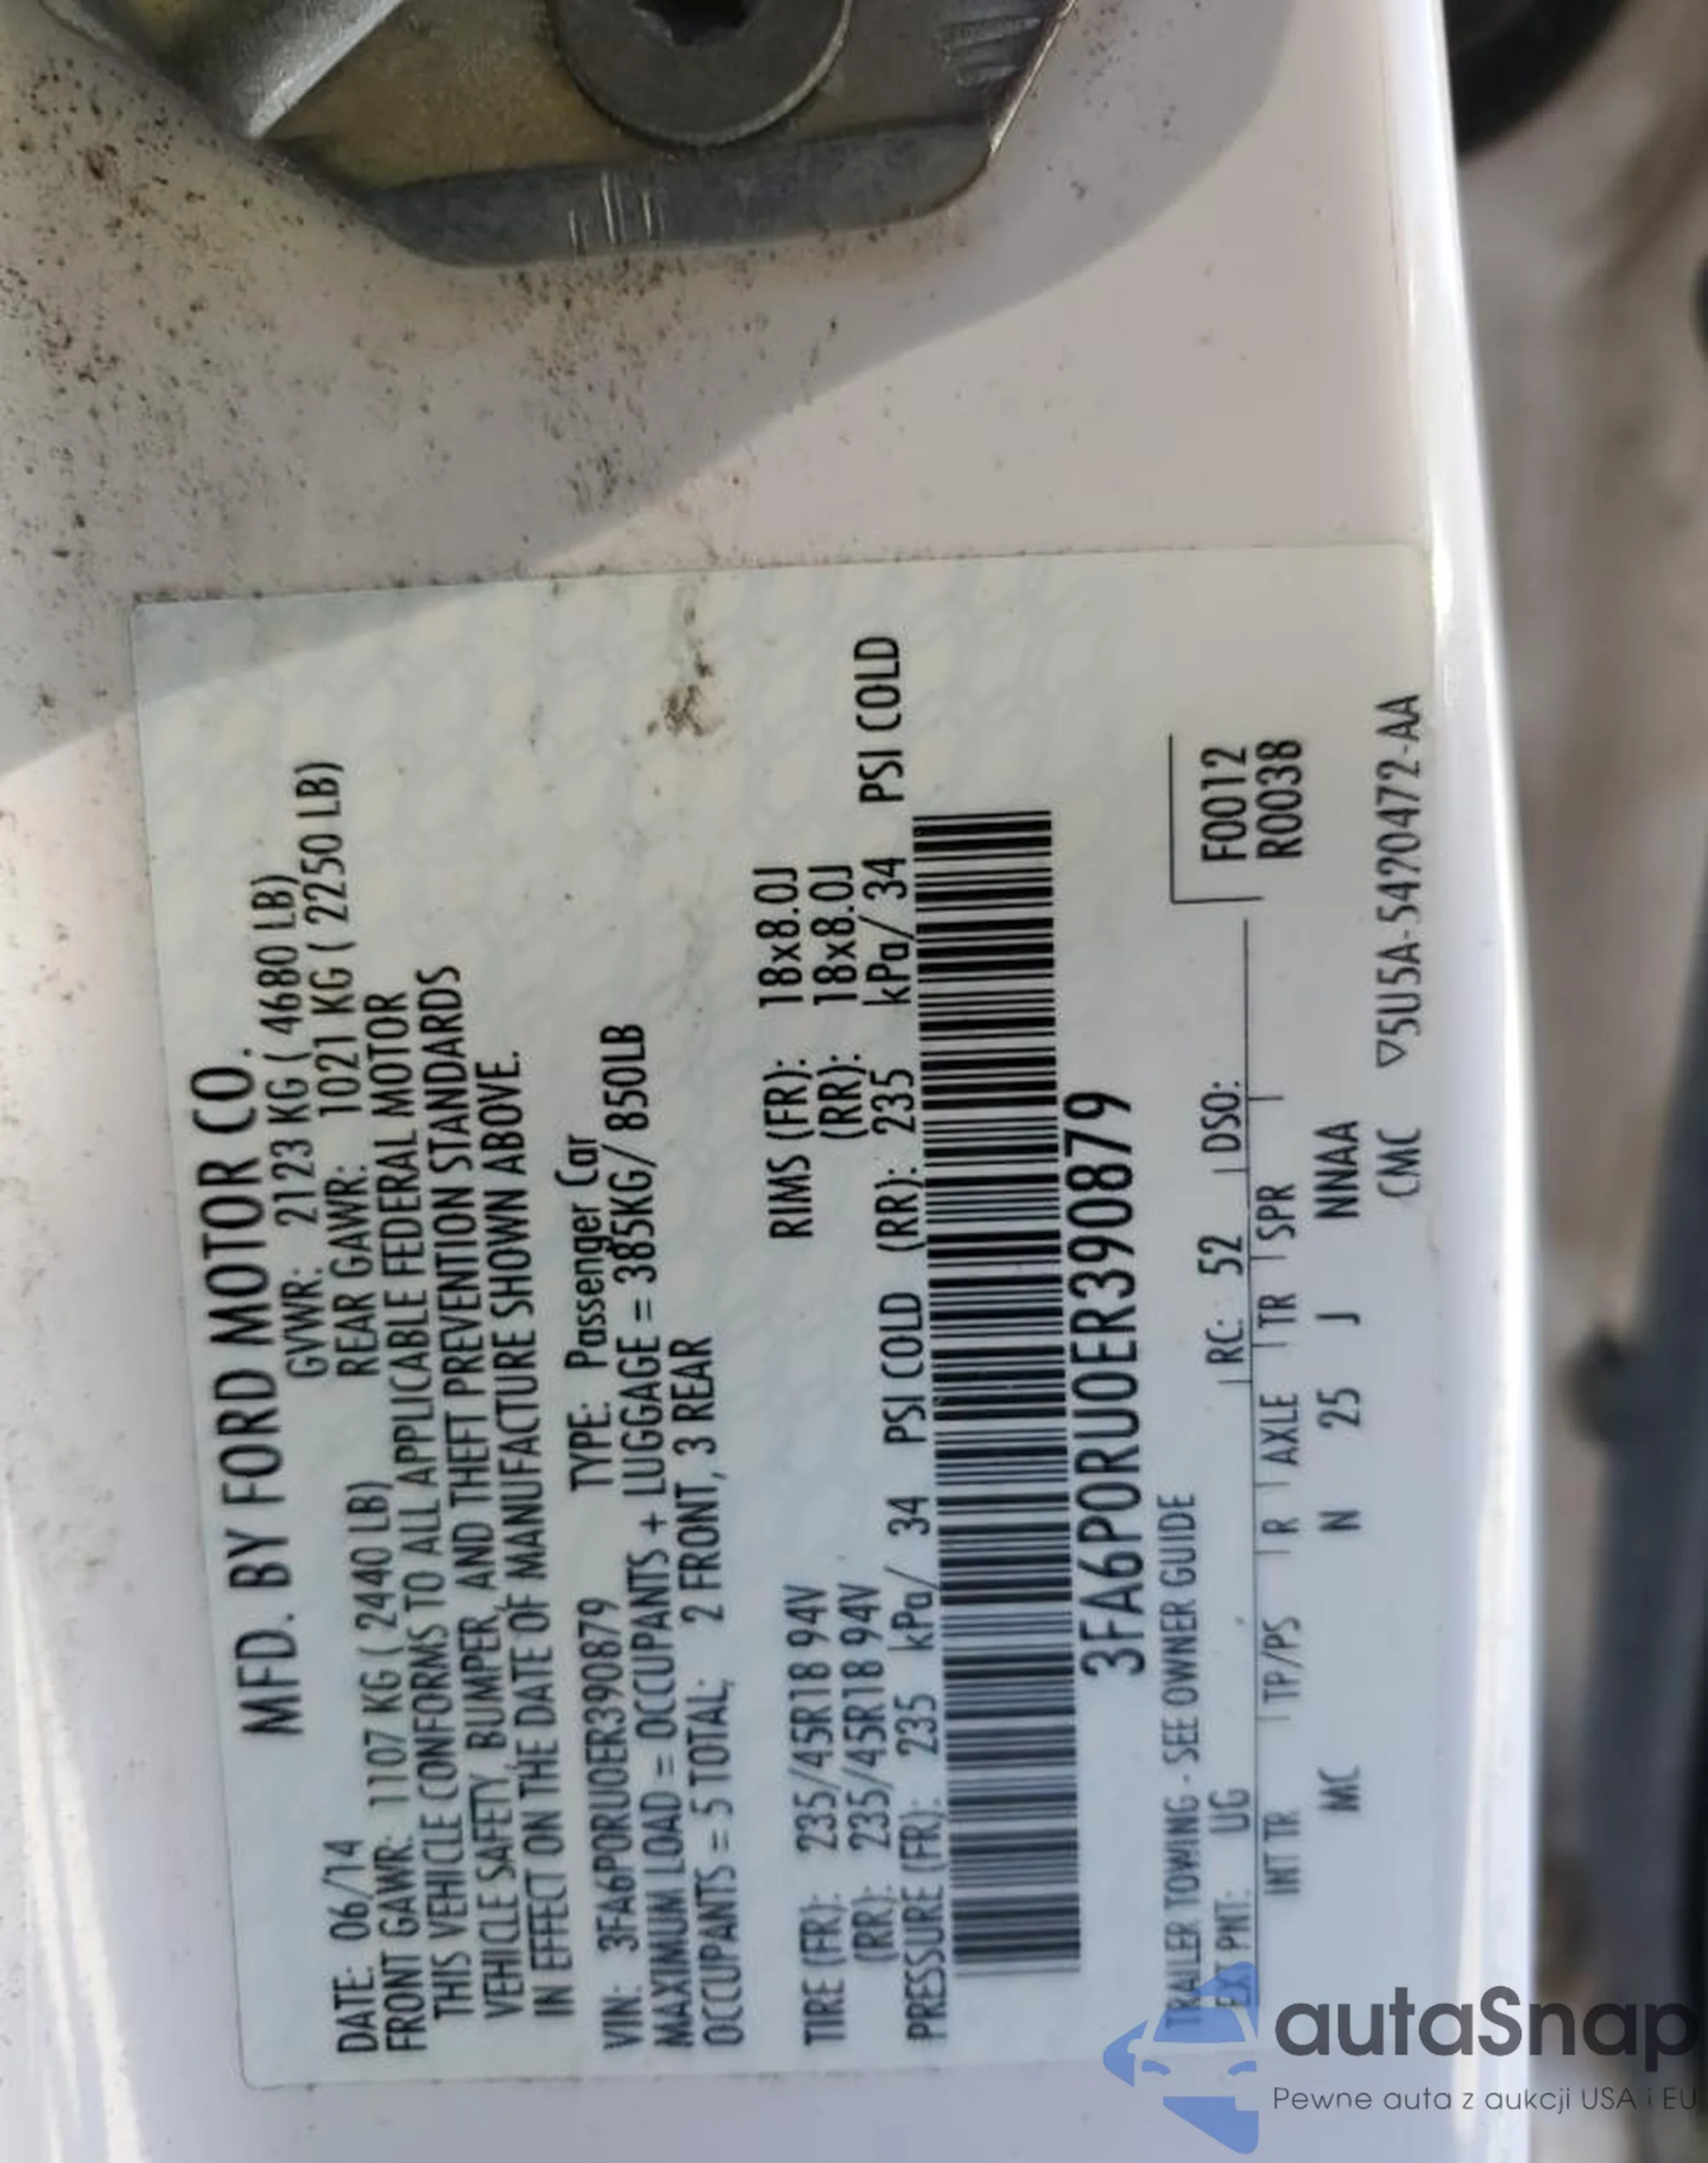 MFD. BY FORD MOTOR CO.
DATE: 06/14 GVWR: 2123 KG ( 4680 LB)
FRONT GAWR: 1107 KG ( 2440 LB) REAR GAWR: 1021 KG ( 2250 LB)
THIS VEHICLE CONFORMS TO ALL APPLICABLE FEDERAL MOTOR
VEHICLE SAFETY, BUMPER, AND THEFT PREVENTION STANDARDS
IN EFFECT ON THE DATE OF MANUFACTURE SHOWN ABOVE.
VIN: 3FA6P0RU0ER390879 TYPE: Passenger Car
MAXIMUM LOAD = OCCUPANTS + LUGGAGE = 385KG/ 850LB
OCCUPANTS = 5 TOTAL; 2 FRONT, 3 REAR
TIRE (FR): 235/45R18 94V RIMS (FR): 18x8.0J
(RR): 235/45R18 94V (RR): 18x8.0J
PRESSURE (FR): 235 kPa/ 34 PSI COLD (RR): 235 kPa/ 34 PSI COLD
3FA6P0RU0ER390879
TRAILER TOWING - SEE OWNER GUIDE
EXT PNT: UG RC: 52 DSO: F0012
INT TR TP/PS R AXLE TR SPR R0038
MC N 25 J NNAA
CMC ▽5U5A-5420472-AA
autaSnap
Pewne auta z aukcji USA i EU